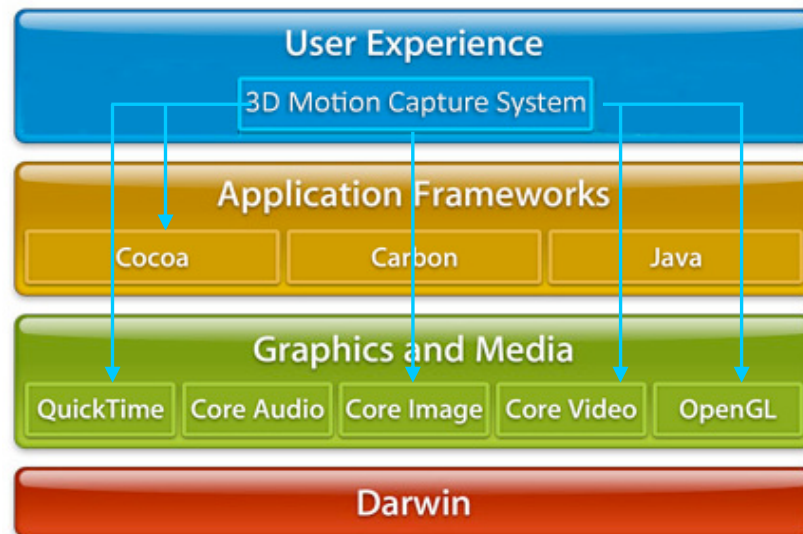 User Experience
3D Motion Capture System
Application Frameworks
Cocoa Carbon Java
Graphics and Media
QuickTime Core Audio Core Image Core Video OpenGL
Darwin